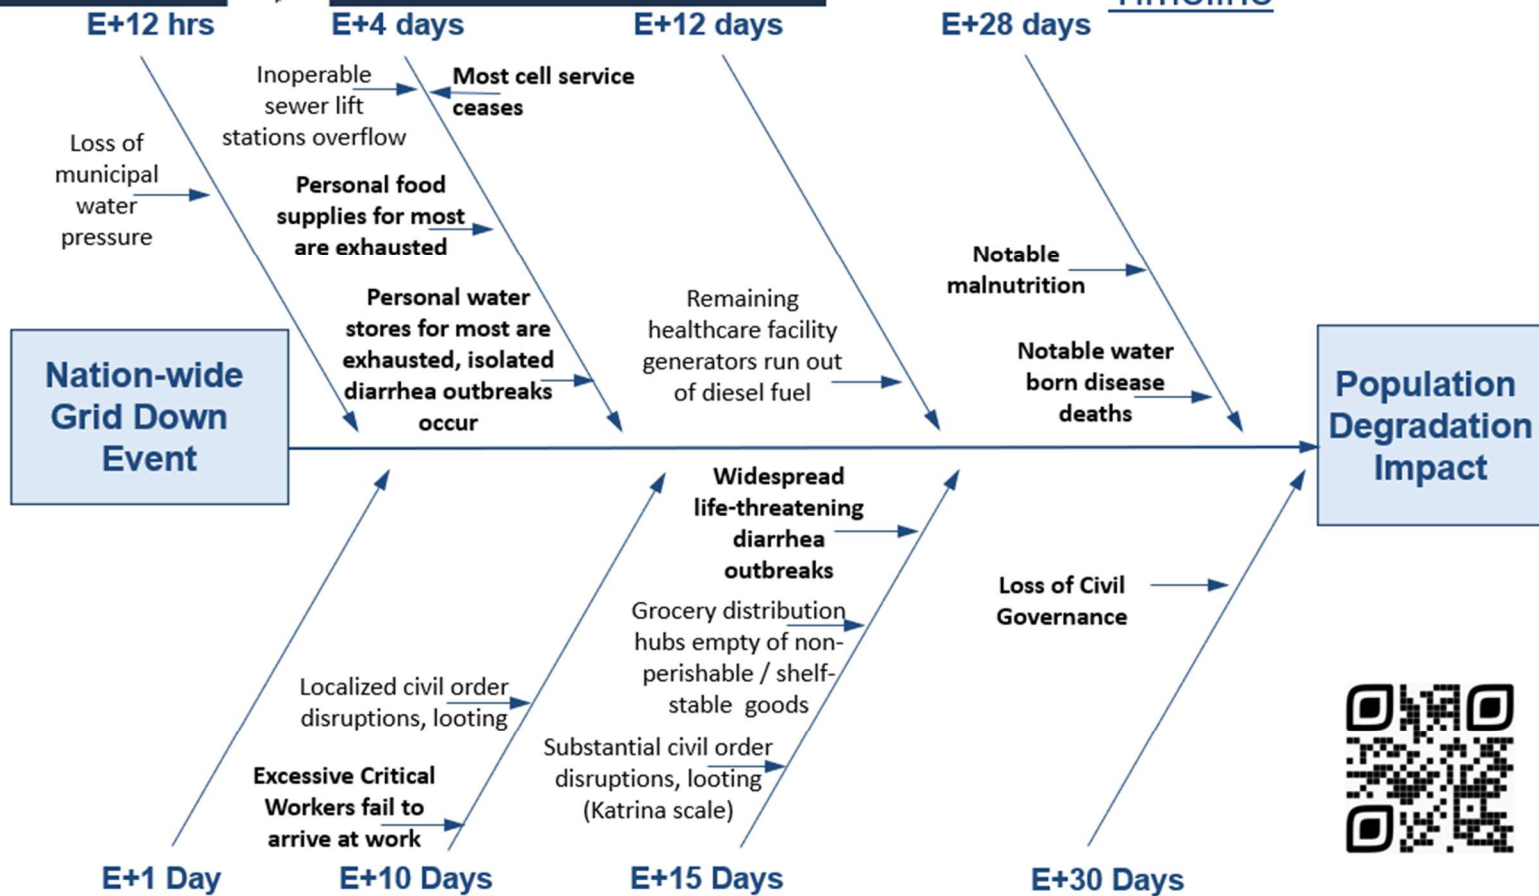 Timeline
E+12 hrs
E+4 days
E+12 days
E+28 days
Inoperable
sewer lift
stations overflow
Most cell service
ceases
Loss of
municipal
water
pressure
Personal food
supplies for most
are exhausted
Personal water
stores for most are
exhausted, isolated
diarrhea outbreaks
occur
Remaining
healthcare facility
generators run out
of diesel fuel
Notable
malnutrition
Notable water
born disease
deaths
Nation-wide
Grid Down
Event
Population
Degradation
Impact
Widespread
life-threatening
diarrhea
outbreaks
Grocery distribution
hubs empty of non-
perishable / shelf-
stable goods
Substantial civil order
disruptions, looting
(Katrina scale)
Localized civil order
disruptions, looting
Excessive Critical
Workers fail to
arrive at work
Loss of Civil
Governance
E+1 Day
E+10 Days
E+15 Days
E+30 Days